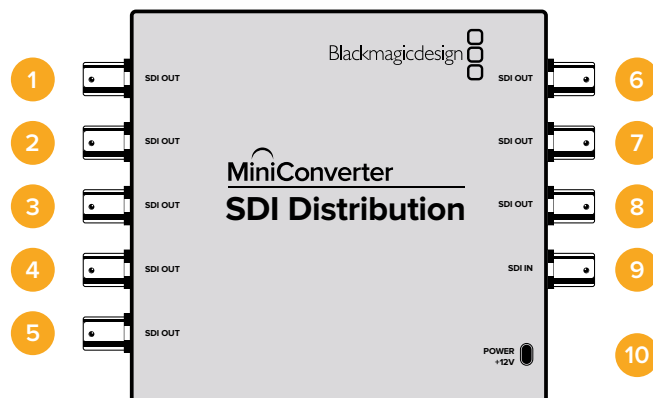 Blackmagicdesign
1 SDI OUT
SDI OUT 6
2 SDI OUT
SDI OUT 7
MiniConverter
SDI Distribution
3 SDI OUT
SDI OUT 8
4 SDI OUT
SDI IN 9
5 SDI OUT
POWER
+12V
10